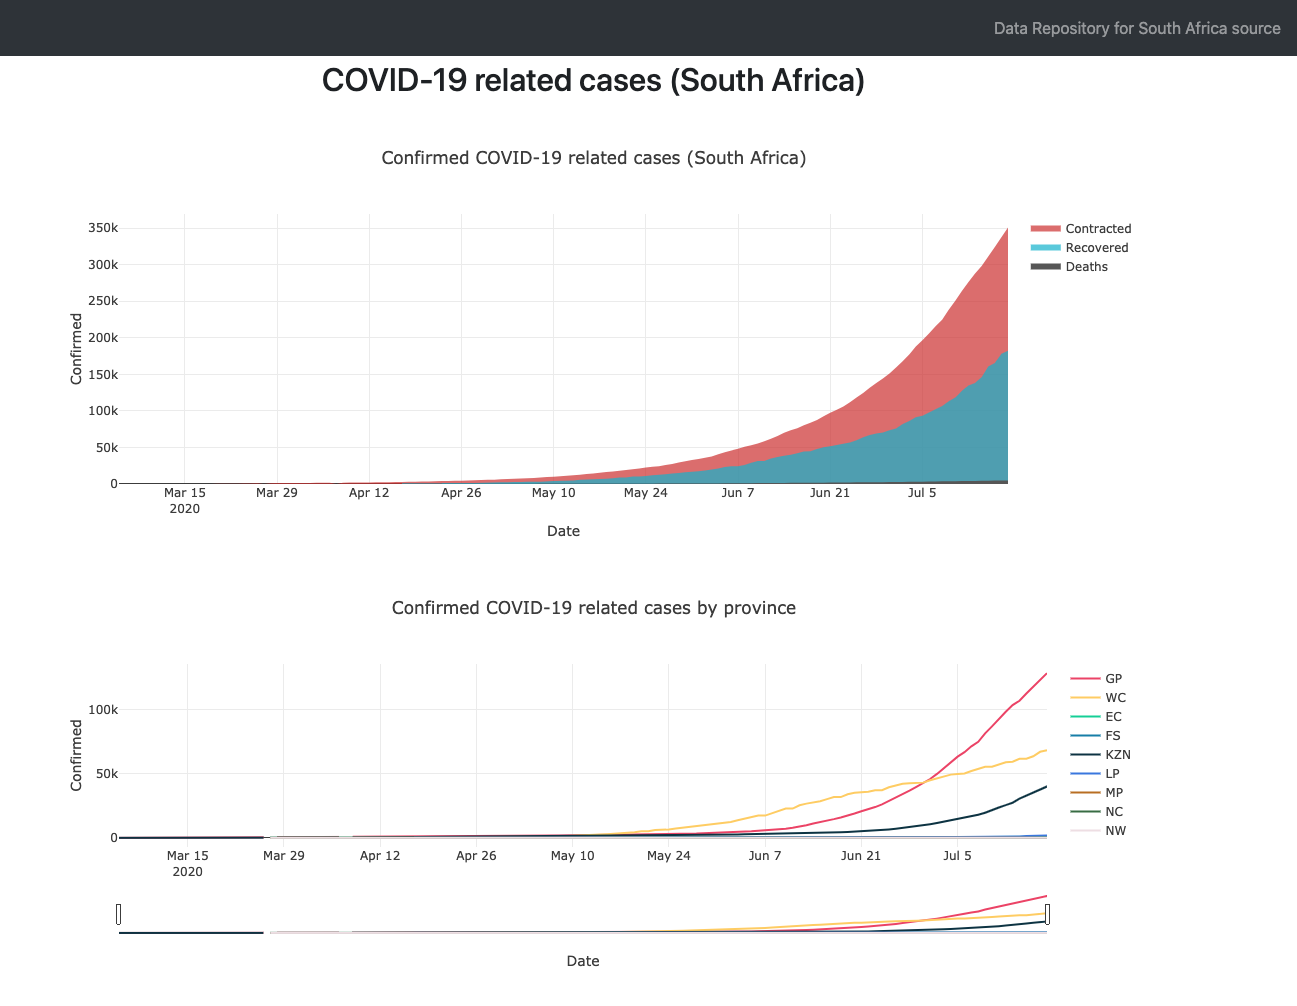 Data Repository for South Africa source
COVID-19 related cases (South Africa)
Confirmed COVID-19 related cases (South Africa)
350k
300k
250k
200k
150k
100k
50k
0
Confirmed
Mar 15
2020
Mar 29
Apr 12
Apr 26
May 10
May 24
Jun 7
Jun 21
Jul 5
Date
Contracted
Recovered
Deaths
Confirmed COVID-19 related cases by province
100k
50k
0
Confirmed
Mar 15
2020
Mar 29
Apr 12
Apr 26
May 10
May 24
Jun 7
Jun 21
Jul 5
GP
WC
EC
FS
KZN
LP
MP
NC
NW
Date